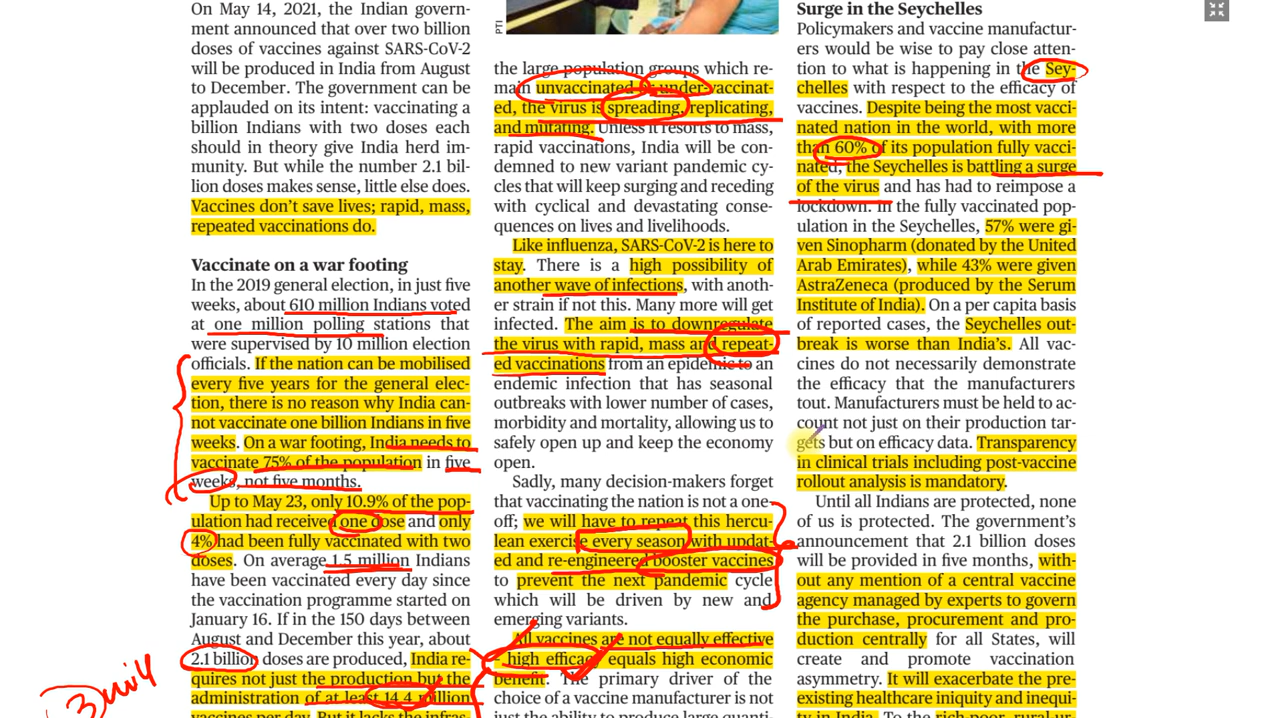 On May 14, 2021, the Indian govern-
ment announced that over two billion
doses of vaccines against SARS-CoV-2
will be produced in India from August
to December. The government can be
applauded on its intent: vaccinating a
billion Indians with two doses each
should in theory give India herd im-
munity. But while the number 2.1 bil-
lion doses makes sense, little else does.
Vaccines don't save lives; rapid, mass,
repeated vaccinations do.
Vaccinate on a war footing
In the 2019 general election, in just five
weeks, about 610 million Indians voted
at one million polling stations that
were supervised by 10 million election
officials. If the nation can be mobilised
every five years for the general elec-
tion, there is no reason why India can-
not vaccinate one billion Indians in five
weeks. On a war footing, India needs to
vaccinate 75% of the population in five
weeks, not five months.
Up to May 23, only 10.9% of the pop-
ulation had received one dose and only
4% had been fully vaccinated with two
doses. On average 1.5 million Indians
have been vaccinated every day since
the vaccination programme started on
January 16. If in the 150 days between
August and December this year, about
2.1 billion doses are produced, India re-
quires not just the production but the
administration of at least 14.4 million
vaccines per day. But it lacks the infras-
PTI
the large population groups which re-
main unvaccinated or under-vaccinat-
ed, the virus is spreading, replicating,
and mutating. Unless it resorts to mass,
rapid vaccinations, India will be con-
demned to new variant pandemic cy-
cles that will keep surging and receding
with cyclical and devastating conse-
quences on lives and livelihoods.
Like influenza, SARS-CoV-2 is here to
stay. There is a high possibility of
another wave of infections, with anoth-
er strain if not this. Many more will get
infected. The aim is to downregulate
the virus with rapid, mass and repeat-
ed vaccinations from an epidemic to an
endemic infection that has seasonal
outbreaks with lower number of cases,
morbidity and mortality, allowing us to
safely open up and keep the economy
open.
Sadly, many decision-makers forget
that vaccinating the nation is not a one-
off; we will have to repeat this hercu-
lean exercise every season with updat-
ed and re-engineered booster vaccines
to prevent the next pandemic cycle
which will be driven by new and
emerging variants.
All vaccines are not equally effective
- high efficacy equals high economic
benefit. The primary driver of the
choice of a vaccine manufacturer is not
just the ability to produce large quanti-
Surge in the Seychelles
Policymakers and vaccine manufactur-
ers would be wise to pay close atten-
tion to what is happening in the Sey-
chelles with respect to the efficacy of
vaccines. Despite being the most vacci-
nated nation in the world, with more
than 60% of its population fully vacci-
nated, the Seychelles is battling a surge
of the virus and has had to reimpose a
lockdown. In the fully vaccinated pop-
ulation in the Seychelles, 57% were gi-
ven Sinopharm (donated by the United
Arab Emirates), while 43% were given
AstraZeneca (produced by the Serum
Institute of India). On a per capita basis
of reported cases, the Seychelles out-
break is worse than India's. All vac-
cines do not necessarily demonstrate
the efficacy that the manufacturers
tout. Manufacturers must be held to ac-
count not just on their production tar-
gets but on efficacy data. Transparency
in clinical trials including post-vaccine
rollout analysis is mandatory.
Until all Indians are protected, none
of us is protected. The government's
announcement that 2.1 billion doses
will be provided in five months, with-
out any mention of a central vaccine
agency managed by experts to govern
the purchase, procurement and pro-
duction centrally for all States, will
create and promote vaccination
asymmetry. It will exacerbate the pre-
existing healthcare iniquity and inequi-
ty in India. To the rich-poor, rural-ur-